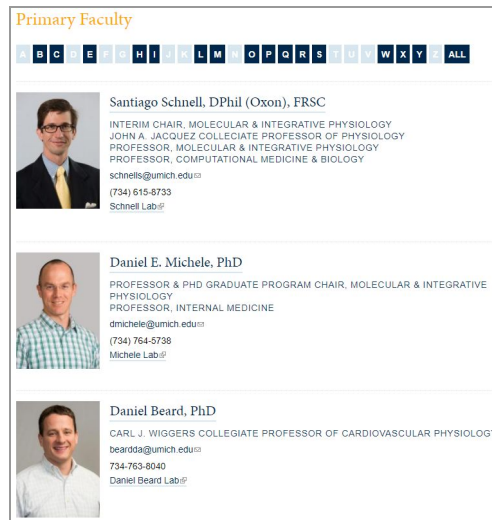 Primary Faculty
A B C D E F G H I J K L M N O P Q R S T U V W X Y Z ALL
Santiago Schnell, DPhil (Oxon), FRSC
INTERIM CHAIR, MOLECULAR & INTEGRATIVE PHYSIOLOGY
JOHN A. JACQUEZ COLLECIATE PROFESSOR OF PHYSIOLOGY
PROFESSOR, MOLECULAR & INTEGRATIVE PHYSIOLOGY
PROFESSOR, COMPUTATIONAL MEDICINE & BIOLOGY
schnells@umich.edu
(734) 615-8733
Schnell Lab
Daniel E. Michele, PhD
PROFESSOR & PHD GRADUATE PROGRAM CHAIR, MOLECULAR & INTEGRATIVE
PHYSIOLOGY
PROFESSOR, INTERNAL MEDICINE
dmichele@umich.edu
(734) 764-5738
Michele Lab
Daniel Beard, PhD
CARL J. WIGGERS COLLEGIATE PROFESSOR OF CARDIOVASCULAR PHYSIOLOGY
beardda@umich.edu
734-763-8040
Daniel Beard Lab